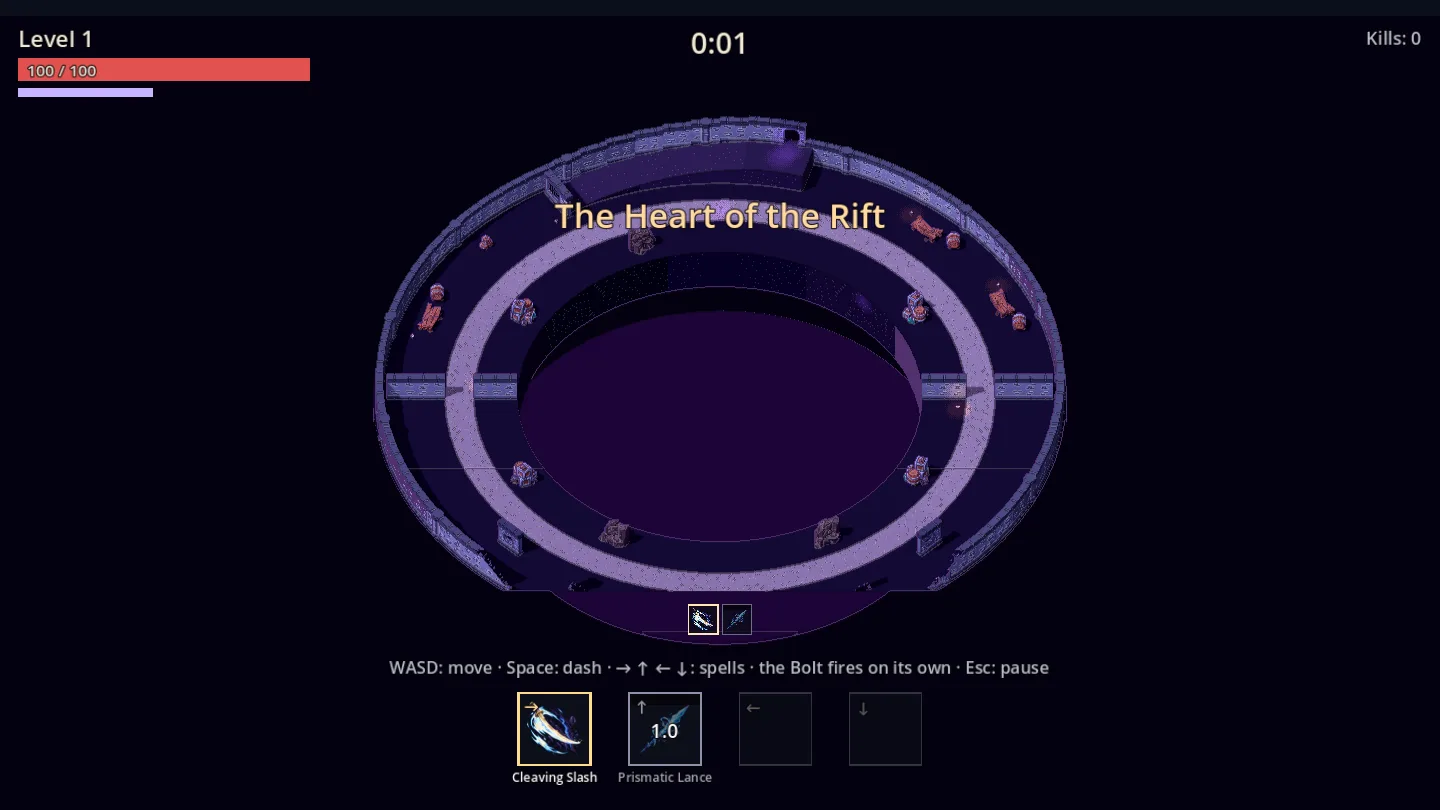 Level 1
0:01
Kills: 0
100 / 100
The Heart of the Rift
WASD: move · Space: dash · → ↑ ← ↓: spells · the Bolt fires on its own · Esc: pause
→
↑
←
↓
1.0
Cleaving Slash
Prismatic Lance